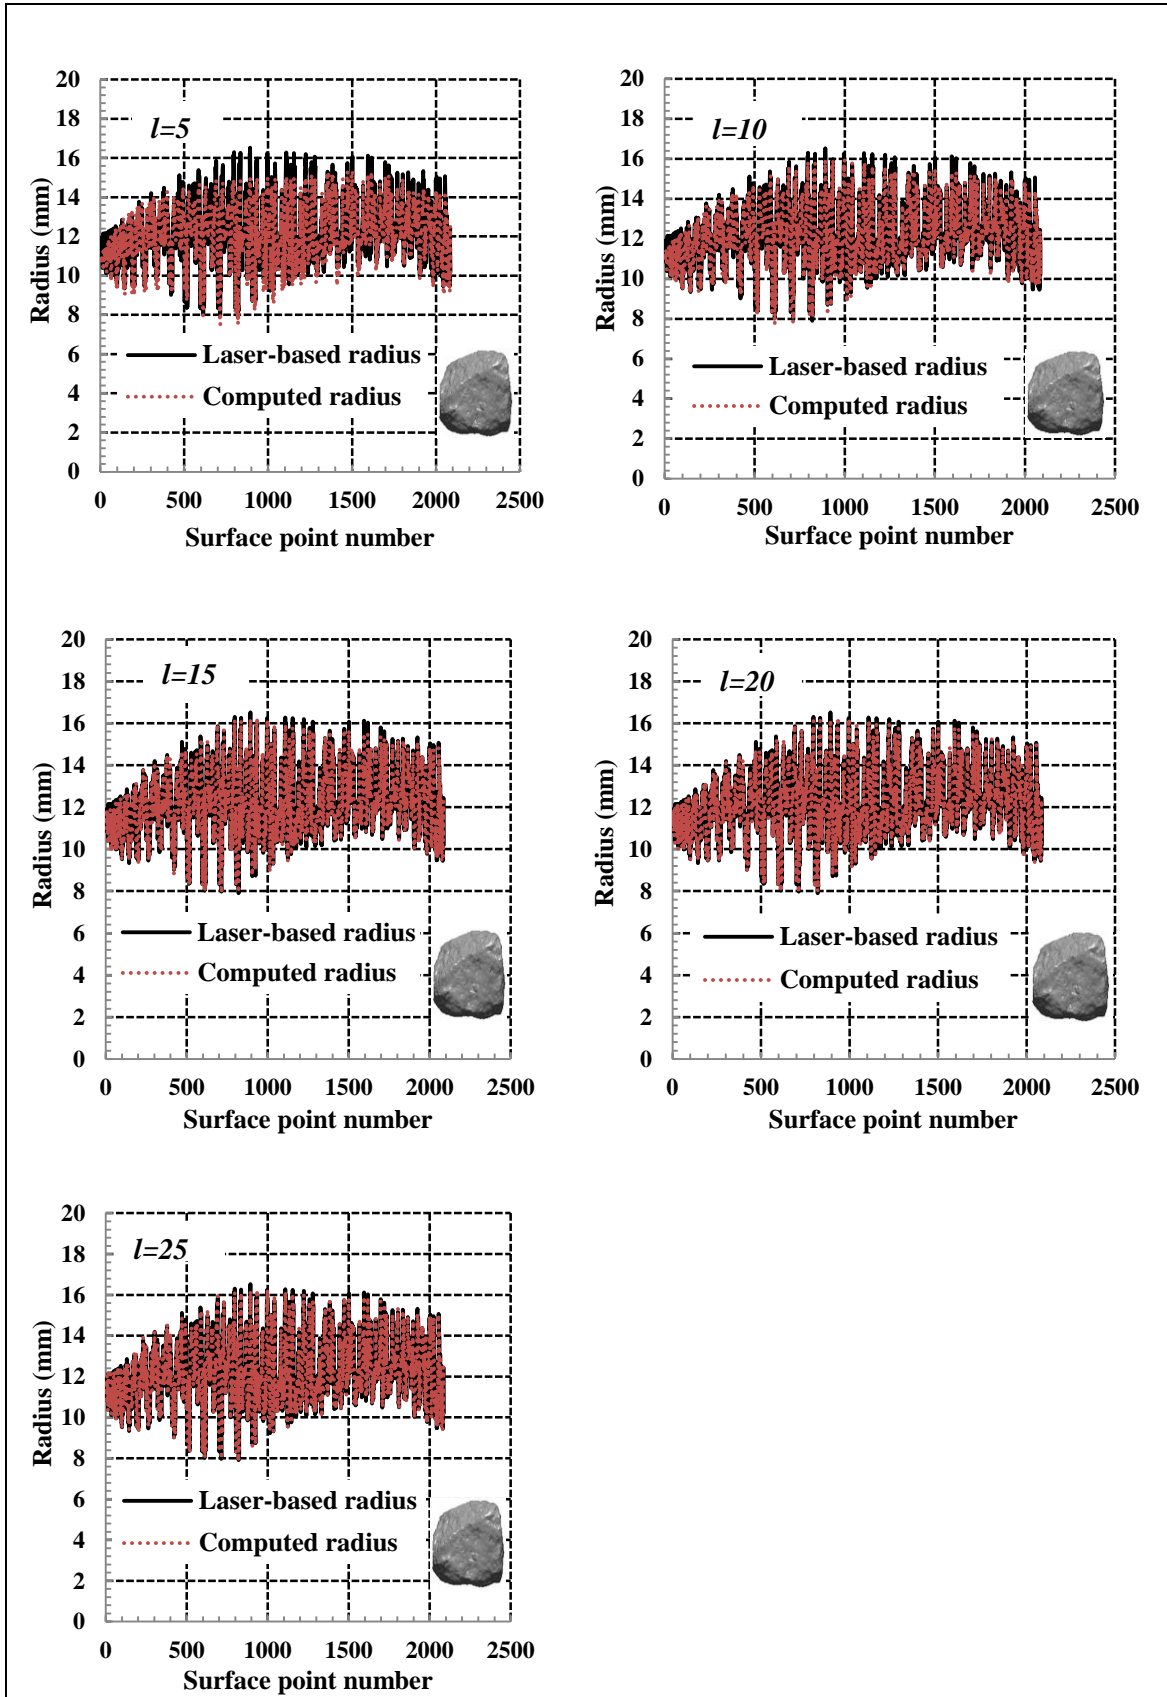 l=5
20
18
16
14
12
10
8
6
4
2
0
Radius (mm)
Laser-based radius
Computed radius
0 500 1000 1500 2000 2500
Surface point number
l=10
20
18
16
14
12
10
8
6
4
2
0
Radius (mm)
Laser-based radius
Computed radius
0 500 1000 1500 2000 2500
Surface point number
l=15
20
18
16
14
12
10
8
6
4
2
0
Radius (mm)
Laser-based radius
Computed radius
0 500 1000 1500 2000 2500
Surface point number
l=20
20
18
16
14
12
10
8
6
4
2
0
Radius (mm)
Laser-based radius
Computed radius
0 500 1000 1500 2000 2500
Surface point number
l=25
20
18
16
14
12
10
8
6
4
2
0
Radius (mm)
Laser-based radius
Computed radius
0 500 1000 1500 2000 2500
Surface point number